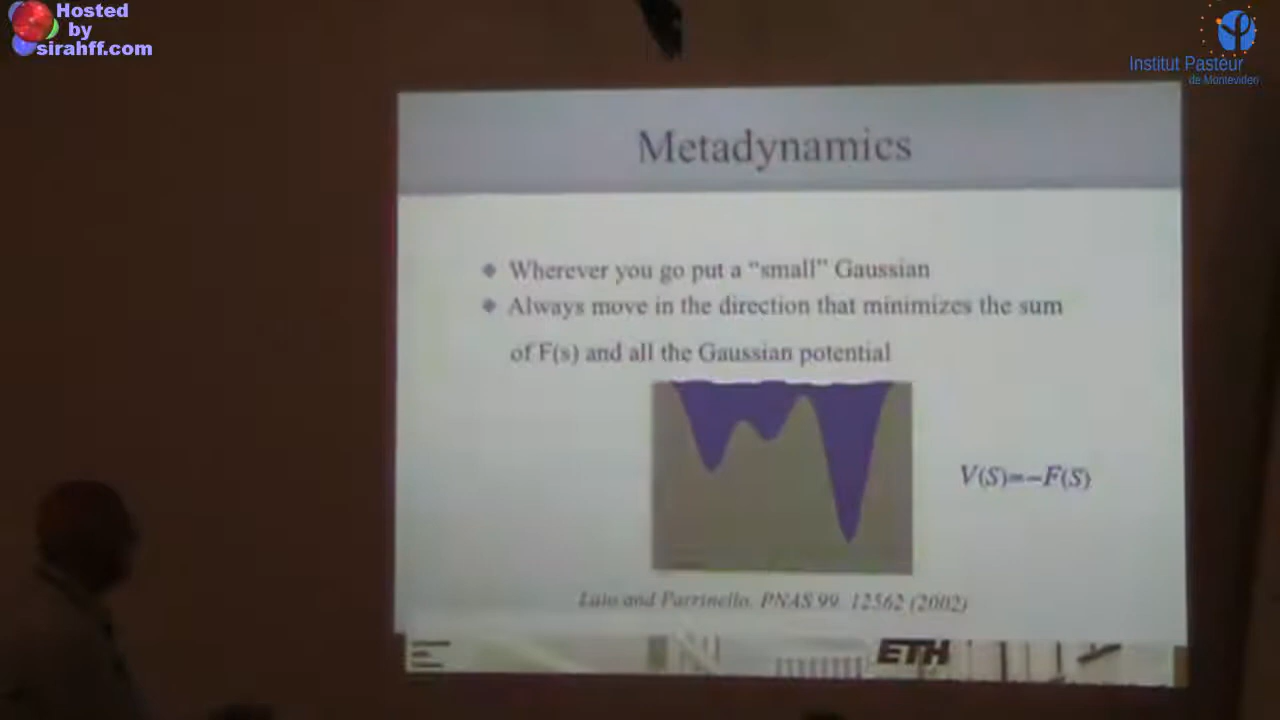 Hosted
by
sirahff.com
Institut Pasteur
de Montevideo
Metadynamics
Wherever you go put a “small” Gaussian
Always move in the direction that minimizes the sum
of F(s) and all the Gaussian potential
V(S)=-F(S)
Laio and Parrinello, PNAS 99, 12562 (2002)
ETH